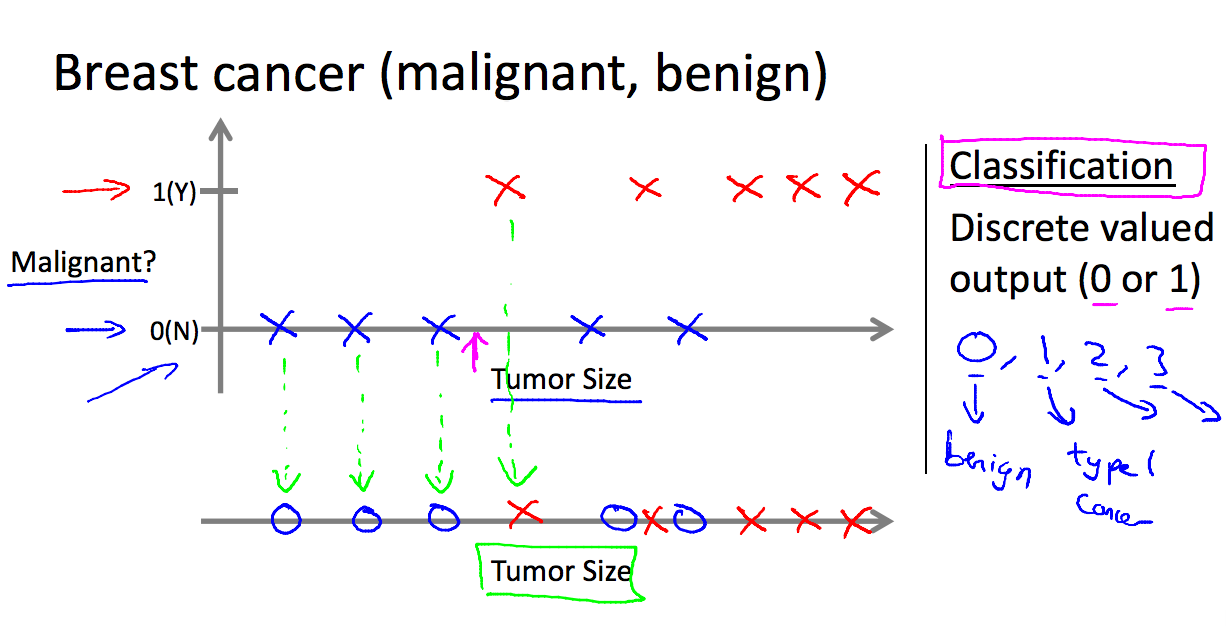 Breast cancer (malignant, benign)
1(Y)
Malignant?
0(N)
Tumor Size
Tumor Size
Classification
Discrete valued
output (0 or 1)
0, 1, 2, 3
benign type 1
cancer